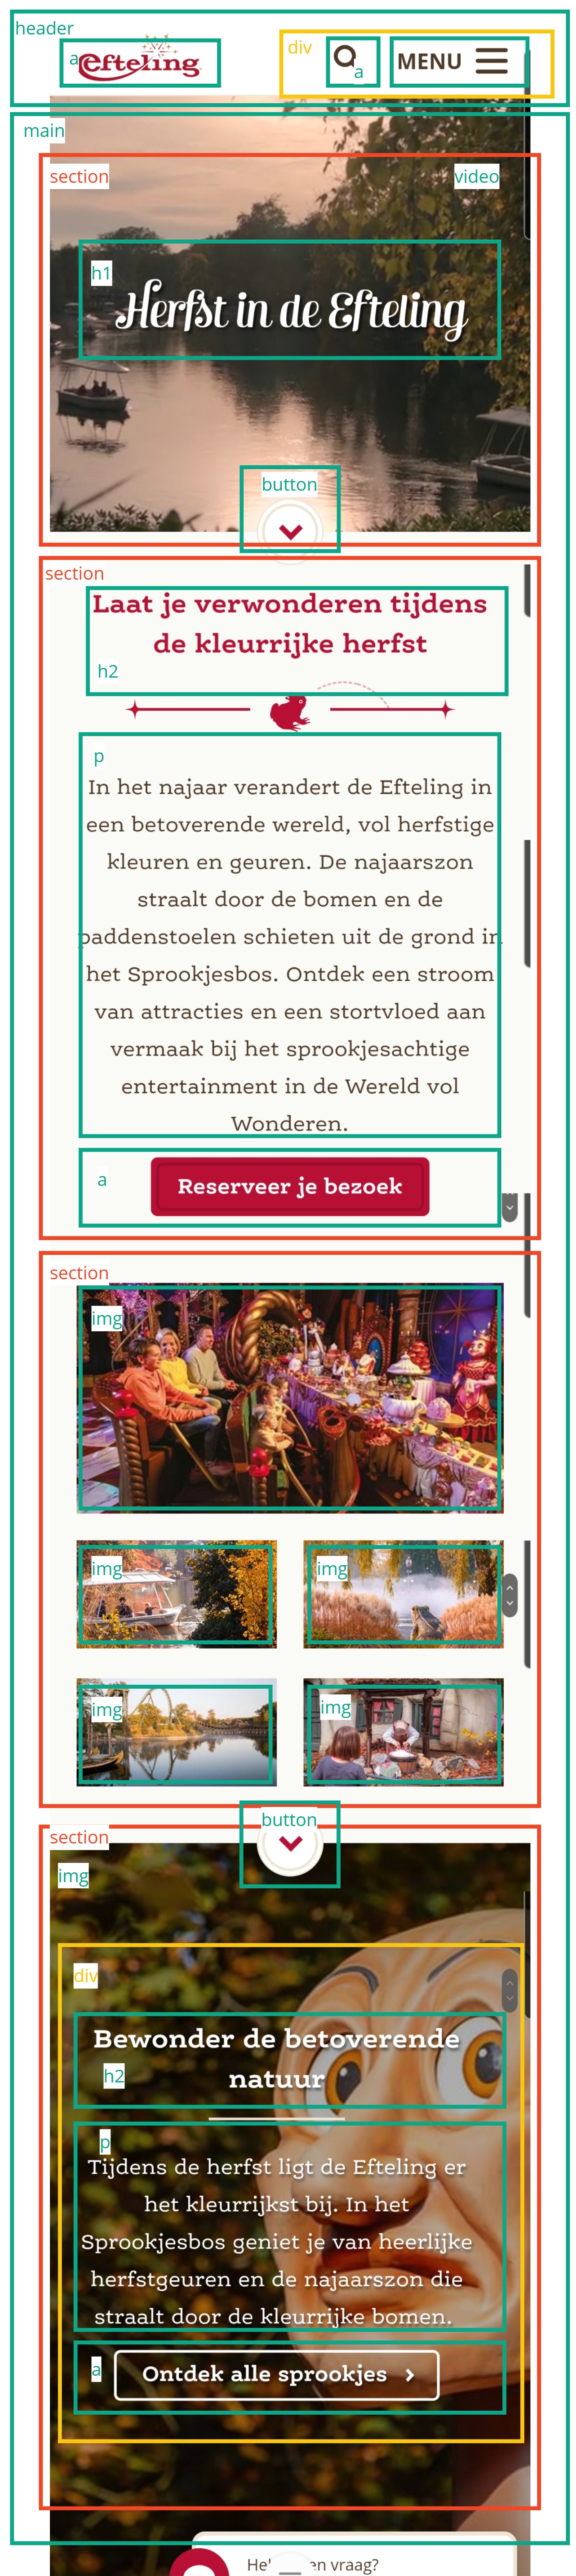 header
a
efteling
div
a
MENU
main
section
video
h1
Herfst in de Efteling
button
section
Laat je verwonderen tijdens
de kleurrijke herfst
h2
p
In het najaar verandert de Efteling in
een betoverende wereld, vol herfstige
kleuren en geuren. De najaarszon
straalt door de bomen en de
paddenstoelen schieten uit de grond in
het Sprookjesbos. Ontdek een stroom
van attracties en een stortvloed aan
vermaak bij het sprookjesachtige
entertainment in de Wereld vol
Wonderen.
a
Reserveer je bezoek
section
img
img
img
img
img
button
section
img
div
Bewonder de betoverende
natuur
h2
p
Tijdens de herfst ligt de Efteling er
het kleurrijkst bij. In het
Sprookjesbos geniet je van heerlijke
herfstgeuren en de najaarszon die
straalt door de kleurrijke bomen.
a
Ontdek alle sprookjes
en vraag?